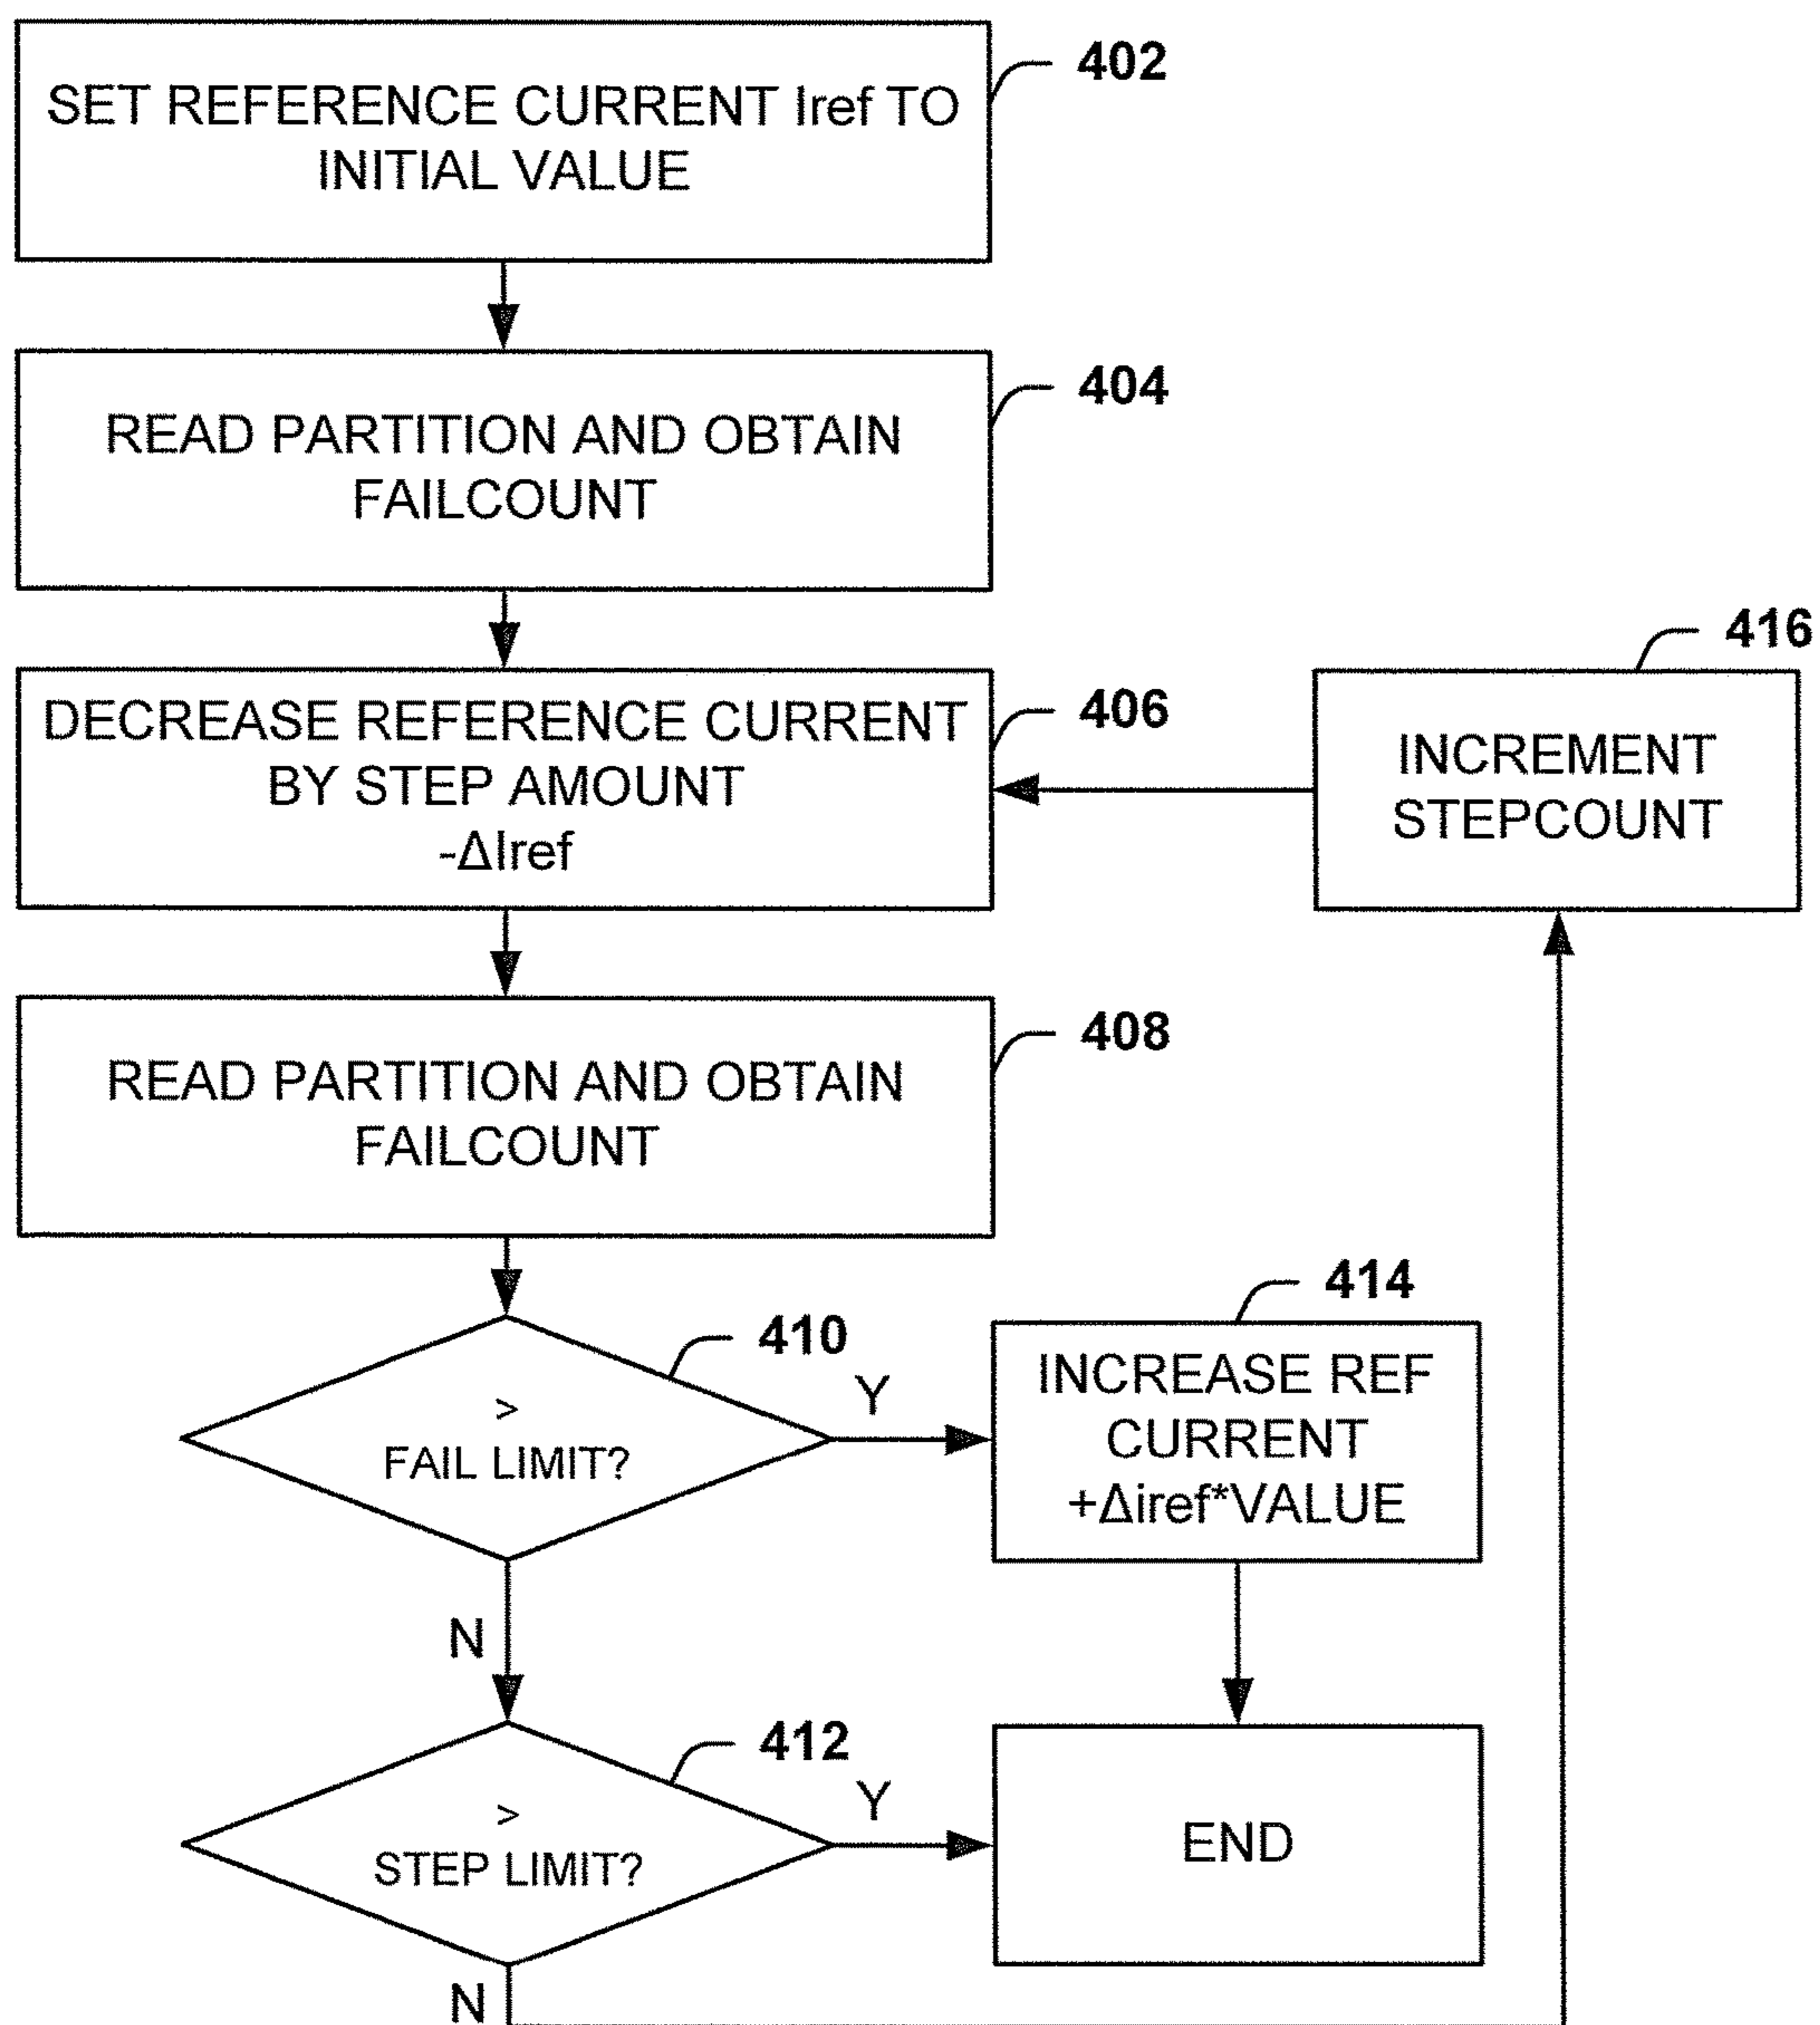 402
SET REFERENCE CURRENT Iref TO
INITIAL VALUE
404
READ PARTITION AND OBTAIN
FAILCOUNT
416
406
DECREASE REFERENCE CURRENT
BY STEP AMOUNT
-ΔIref
INCREMENT
STEPCOUNT
408
READ PARTITION AND OBTAIN
FAILCOUNT
414
410
>
FAIL LIMIT?
Y
INCREASE REF
CURRENT
+Δiref*VALUE
N
412
>
STEP LIMIT?
Y
END
N